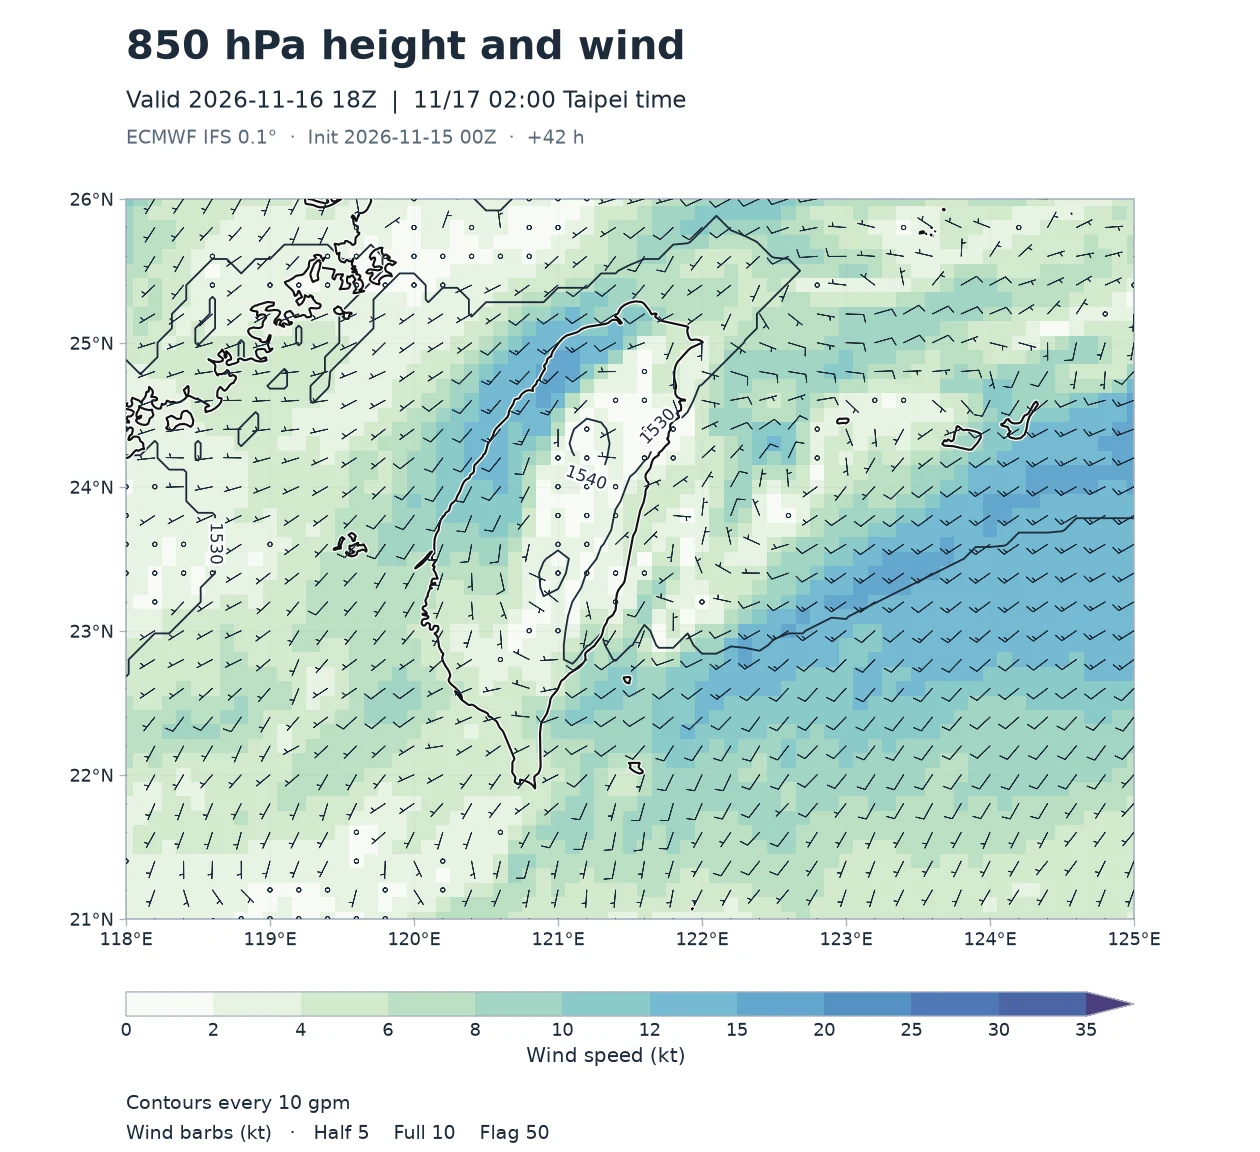 850 hPa height and wind
Valid 2026-11-16 18Z | 11/17 02:00 Taipei time
ECMWF IFS 0.1° · Init 2026-11-15 00Z · +42 h
26°N
25°N
24°N
23°N
22°N
21°N
1530
1540
1530
118°E 119°E 120°E 121°E 122°E 123°E 124°E 125°E
0 2 4 6 8 10 12 15 20 25 30 35
Wind speed (kt)
Contours every 10 gpm
Wind barbs (kt) · Half 5 Full 10 Flag 50